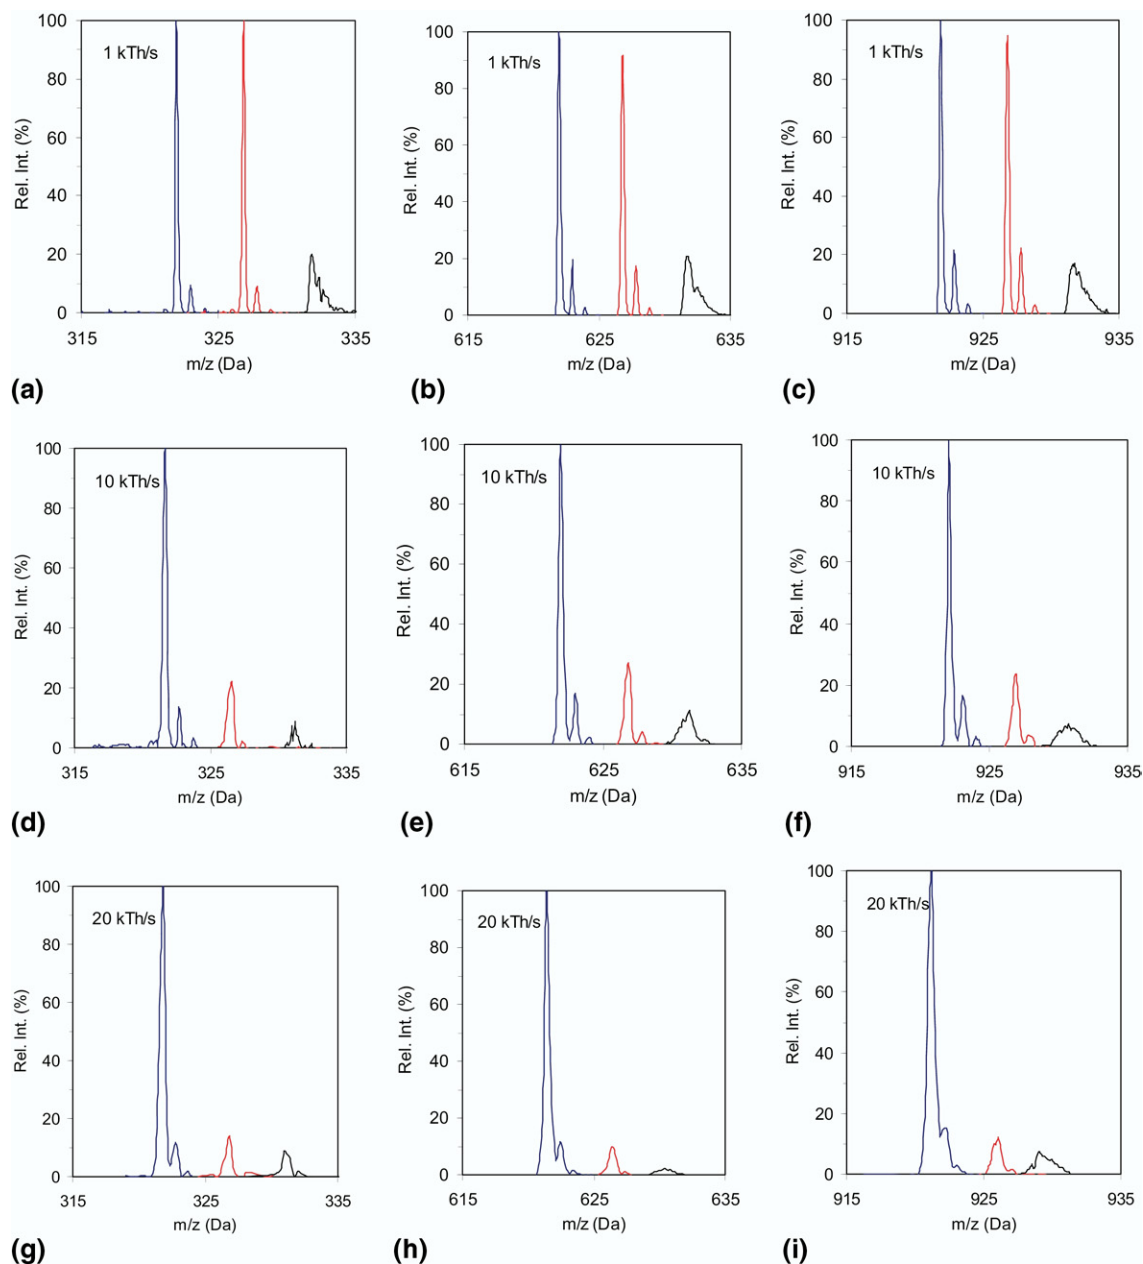 1 kTh/s
Rel. Int. (%)
100
80
60
40
20
0
315
325
335
m/z (Da)
(a)
1 kTh/s
Rel. Int. (%)
100
80
60
40
20
0
615
625
635
m/z (Da)
(b)
1 kTh/s
Rel. Int. (%)
100
80
60
40
20
0
915
925
935
m/z (Da)
(c)
10 kTh/s
Rel. Int. (%)
100
80
60
40
20
0
315
325
335
m/z (Da)
(d)
10 kTh/s
Rel. Int. (%)
100
80
60
40
20
0
615
625
635
m/z (Da)
(e)
10 kTh/s
Rel. Int. (%)
100
80
60
40
20
0
915
925
935
m/z (Da)
(f)
20 kTh/s
Rel. Int. (%)
100
80
60
40
20
0
315
325
335
m/z (Da)
(g)
20 kTh/s
Rel. Int. (%)
100
80
60
40
20
0
615
625
635
m/z (Da)
(h)
20 kTh/s
Rel. Int. (%)
100
80
60
40
20
0
915
925
935
m/z (Da)
(i)